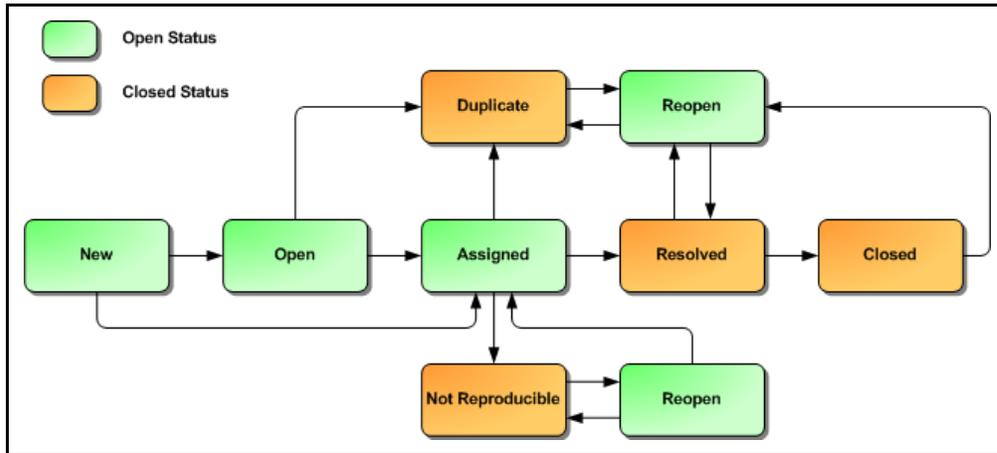 Open Status
Closed Status
Duplicate
Reopen
New
Open
Assigned
Resolved
Closed
Not Reproducible
Reopen